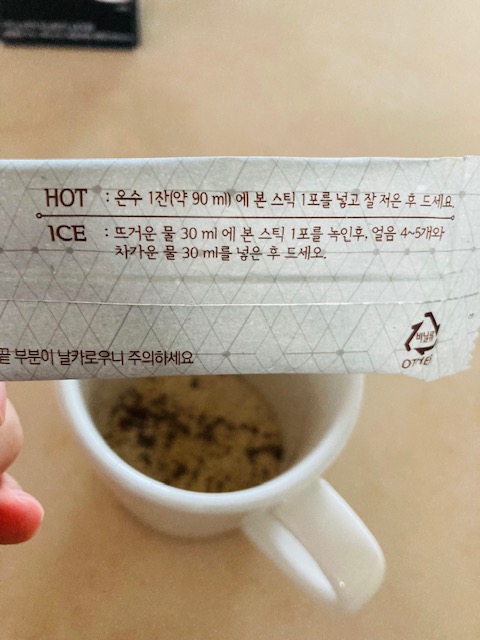 HOT : 온수 1잔(약 90 ml) 에 본 스틱 1포를 넣고 잘 저은 후 드세요.
ICE : 뜨거운 물 30 ml 에 본 스틱 1포를 녹인후, 얼음 4~5개와
차가운 물 30 ml를 넣은 후 드세요.
끝 부분이 날카로우니 주의하세요
비닐류
OTHER